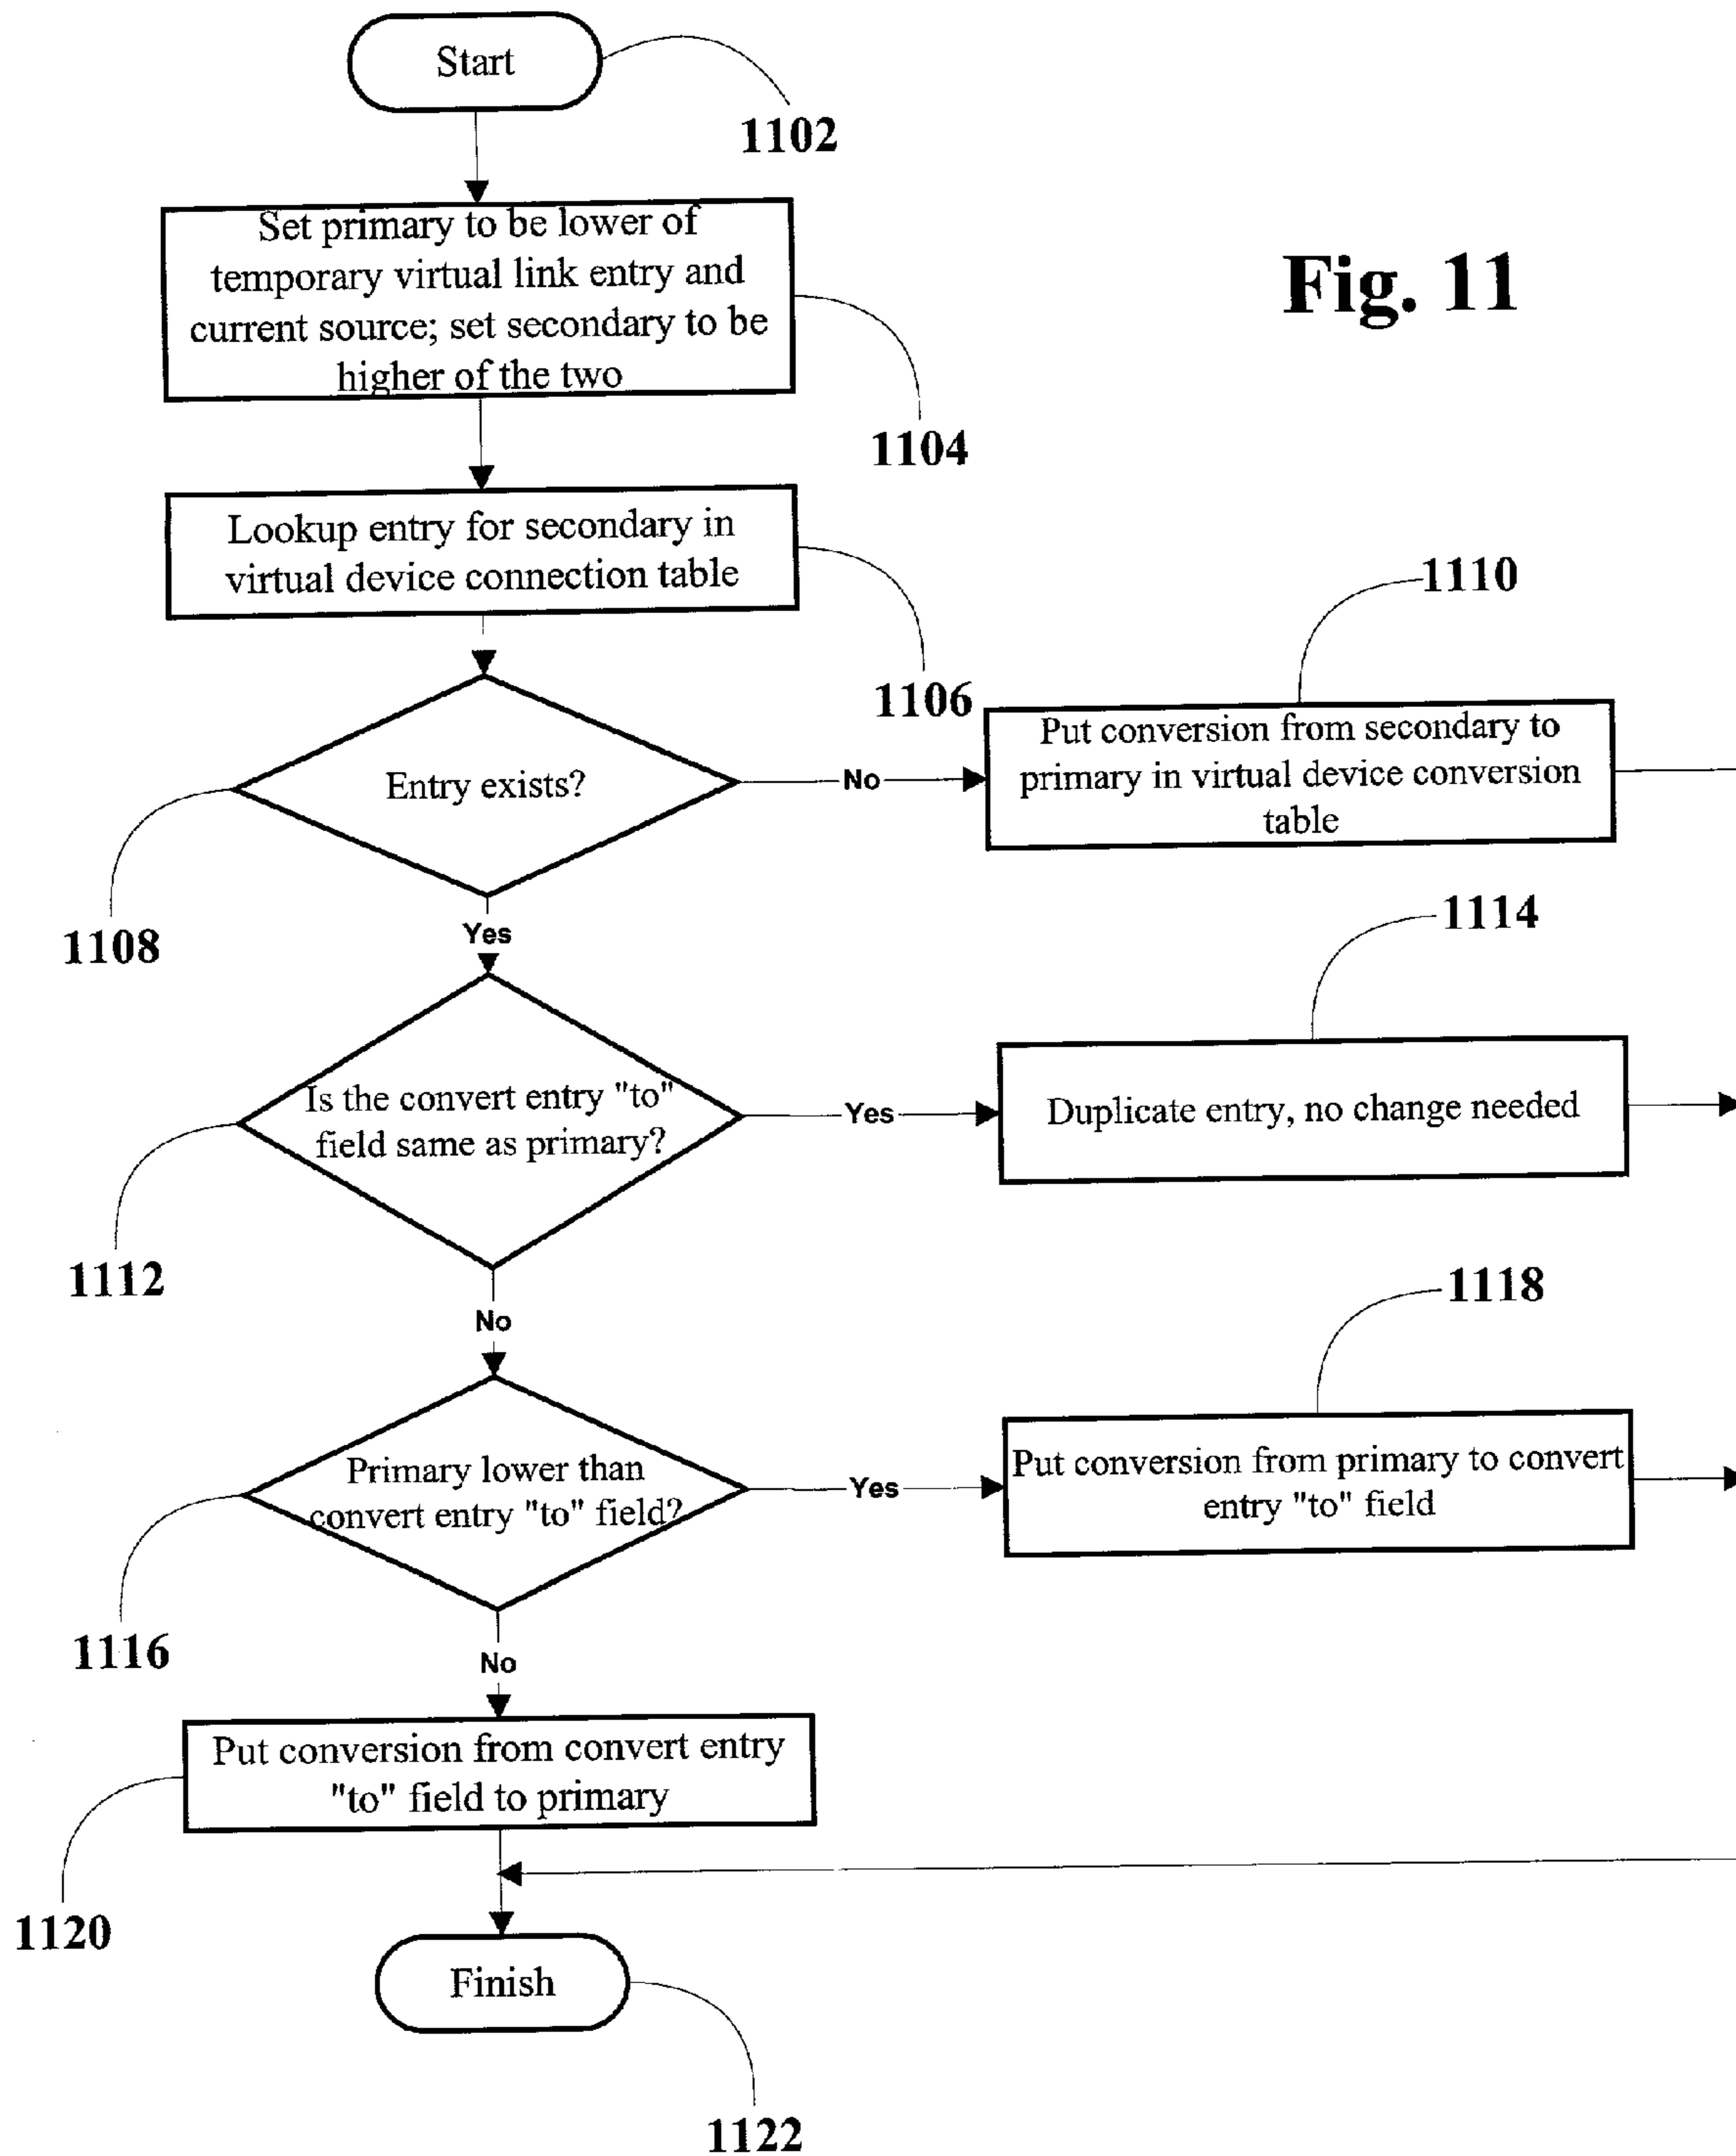 Start
1102
Set primary to be lower of
temporary virtual link entry and
current source; set secondary to be
higher of the two
Fig. 11
1104
Lookup entry for secondary in
virtual device connection table
1106
1110
Entry exists?
No
Put conversion from secondary to
primary in virtual device conversion
table
1108
Yes
1114
Is the convert entry "to"
field same as primary?
Yes
Duplicate entry, no change needed
1112
No
1118
Primary lower than
convert entry "to" field?
Yes
Put conversion from primary to convert
entry "to" field
1116
No
Put conversion from convert entry
"to" field to primary
1120
Finish
1122